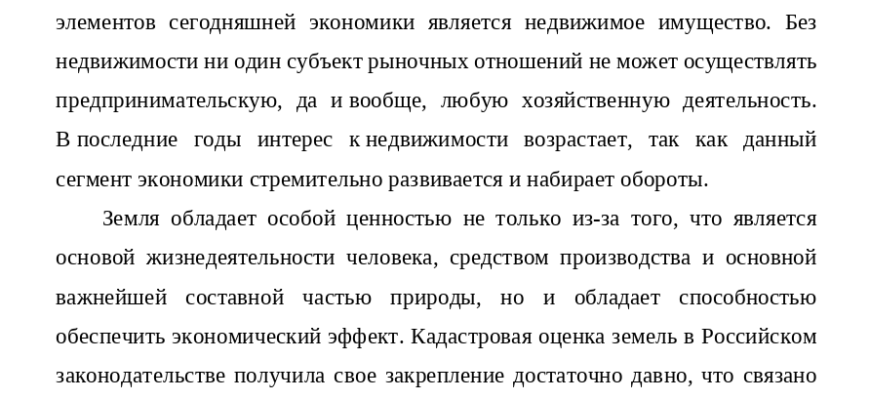 элементов сегодняшней экономики является недвижимое имущество. Без
недвижимости ни один субъект рыночных отношений не может осуществлять
предпринимательскую, да и вообще, любую хозяйственную деятельность.
В последние годы интерес к недвижимости возрастает, так как данный
сегмент экономики стремительно развивается и набирает обороты.
Земля обладает особой ценностью не только из-за того, что является
основой жизнедеятельности человека, средством производства и основной
важнейшей составной частью природы, но и обладает способностью
обеспечить экономический эффект. Кадастровая оценка земель в Российском
законодательстве получила свое закрепление достаточно давно, что связано